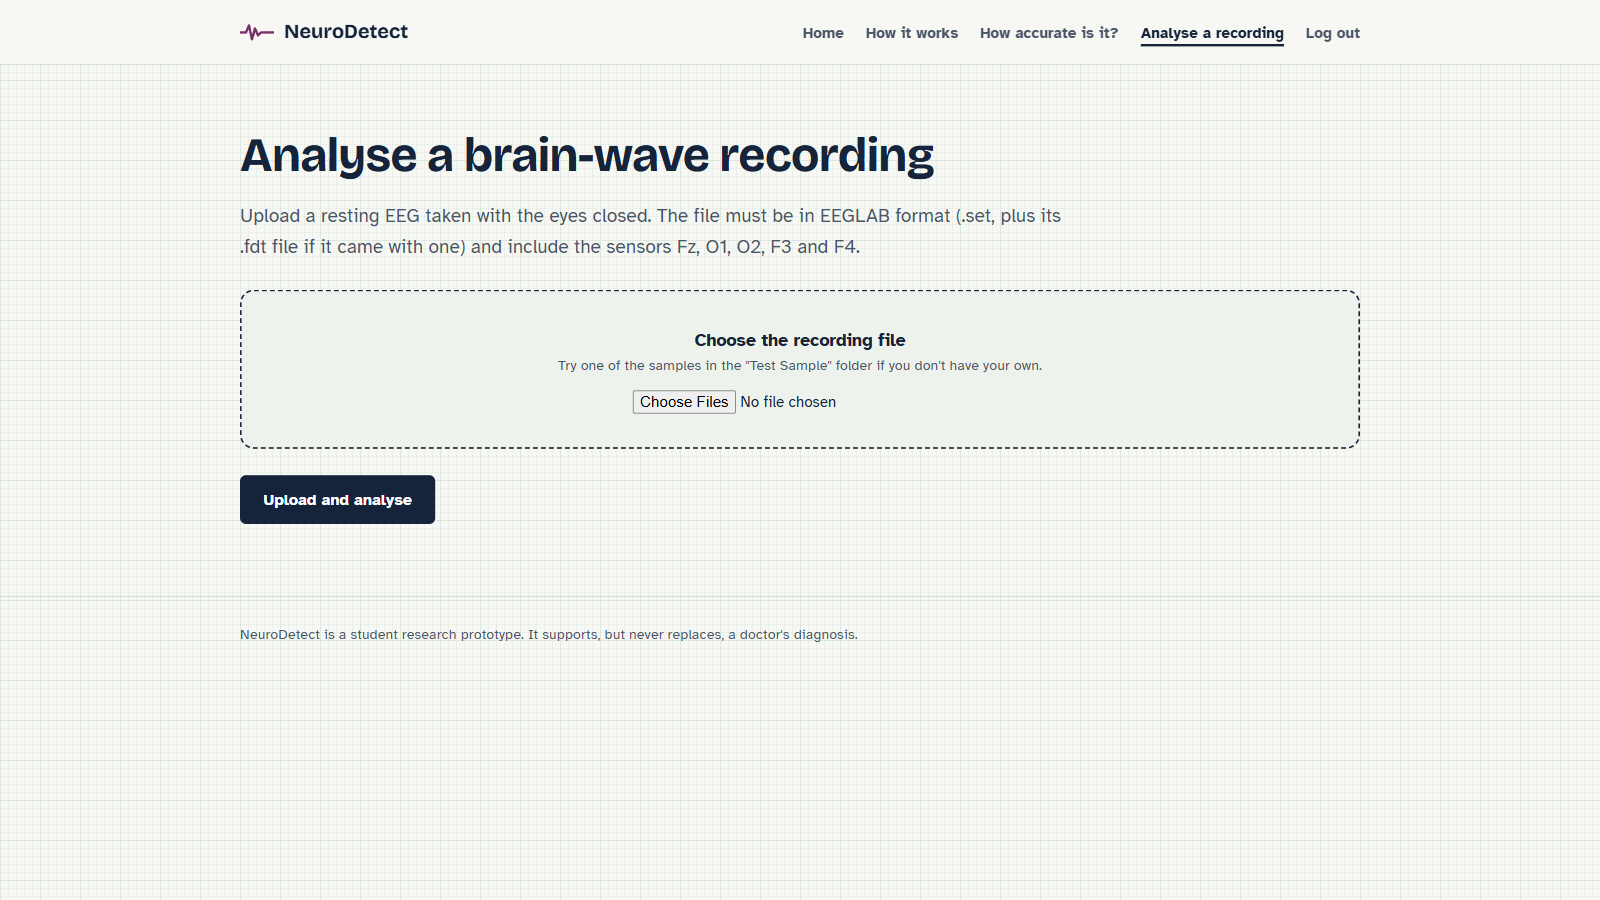 NeuroDetect
Home How it works How accurate is it? Analyse a recording Log out
Analyse a brain-wave recording
Upload a resting EEG taken with the eyes closed. The file must be in EEGLAB format (.set, plus its
.fdt file if it came with one) and include the sensors Fz, O1, O2, F3 and F4.
Choose the recording file
Try one of the samples in the "Test Sample" folder if you don't have your own.
Choose Files No file chosen
Upload and analyse
NeuroDetect is a student research prototype. It supports, but never replaces, a doctor's diagnosis.